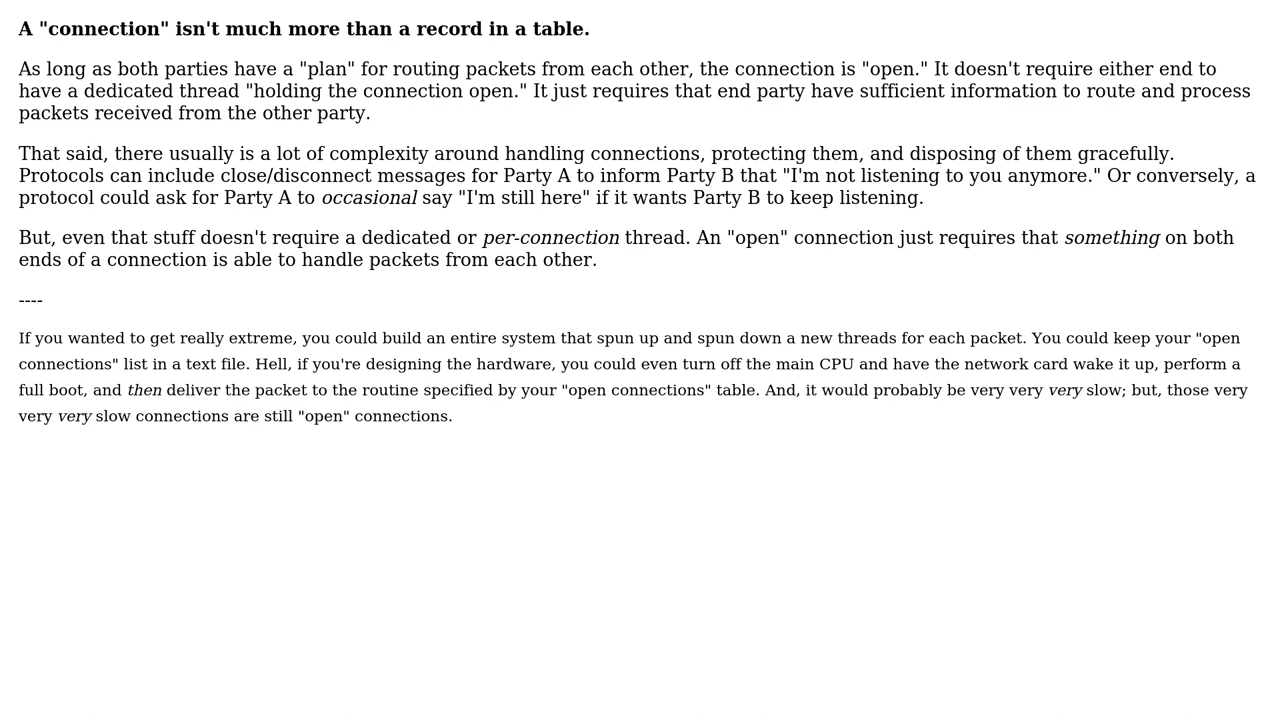 A "connection" isn't much more than a record in a table.
As long as both parties have a "plan" for routing packets from each other, the connection is "open." It doesn't require either end to
have a dedicated thread "holding the connection open." It just requires that end party have sufficient information to route and process
packets received from the other party.
That said, there usually is a lot of complexity around handling connections, protecting them, and disposing of them gracefully.
Protocols can include close/disconnect messages for Party A to inform Party B that "I'm not listening to you anymore." Or conversely, a
protocol could ask for Party A to occasional say "I'm still here" if it wants Party B to keep listening.
But, even that stuff doesn't require a dedicated or per-connection thread. An "open" connection just requires that something on both
ends of a connection is able to handle packets from each other.
----
If you wanted to get really extreme, you could build an entire system that spun up and spun down a new threads for each packet. You could keep your "open
connections" list in a text file. Hell, if you're designing the hardware, you could even turn off the main CPU and have the network card wake it up, perform a
full boot, and then deliver the packet to the routine specified by your "open connections" table. And, it would probably be very very very slow; but, those very
very very slow connections are still "open" connections.